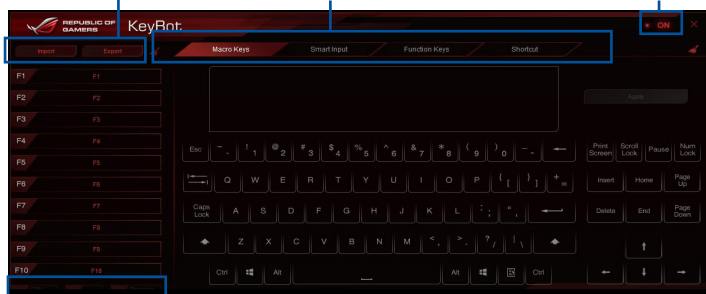 REPUBLIC OF
GAMERS
KeyBot
ON
Import Export
Macro Keys Smart Input Function Keys Shortcut
F1 F1
F2 F2
F3 F3
F4 F4
F5 F5
F6 F6
F7 F7
F8 F8
F9 F9
F10 F10
Apply
Esc ~ ` ! 1 @ 2 # 3 $ 4 % 5 ^ 6 & 7 * 8 ( 9 ) 0 _ -
Print Screen Scroll Lock Pause Num Lock
Q W E R T Y U I O P { [ } ] + =
Insert Home Page Up
Caps Lock A S D F G H J K L : ; " '
Delete End Page Down
Z X C V B N M < , > . ? / | \
Ctrl Alt Alt Ctrl